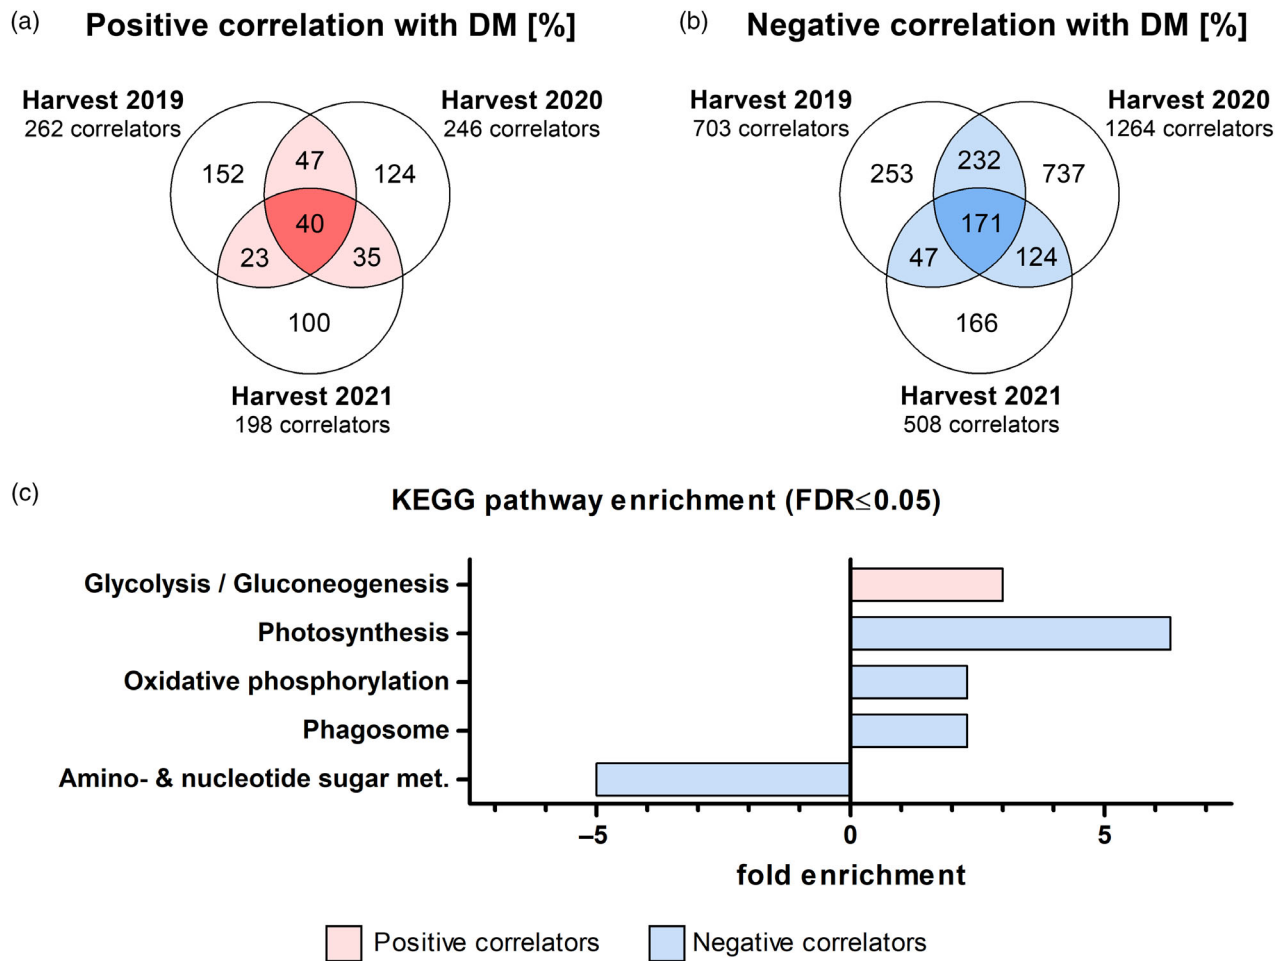 (a) Positive correlation with DM [%]
Harvest 2019
262 correlators
Harvest 2020
246 correlators
152
47
124
40
23
35
100
Harvest 2021
198 correlators
(b) Negative correlation with DM [%]
Harvest 2019
703 correlators
Harvest 2020
1264 correlators
253
232
737
171
47
124
166
Harvest 2021
508 correlators
(c) KEGG pathway enrichment (FDR≤0.05)
Glycolysis / Gluconeogenesis
Photosynthesis
Oxidative phosphorylation
Phagosome
Amino- & nucleotide sugar met.
–5 0 5
fold enrichment
Positive correlators
Negative correlators